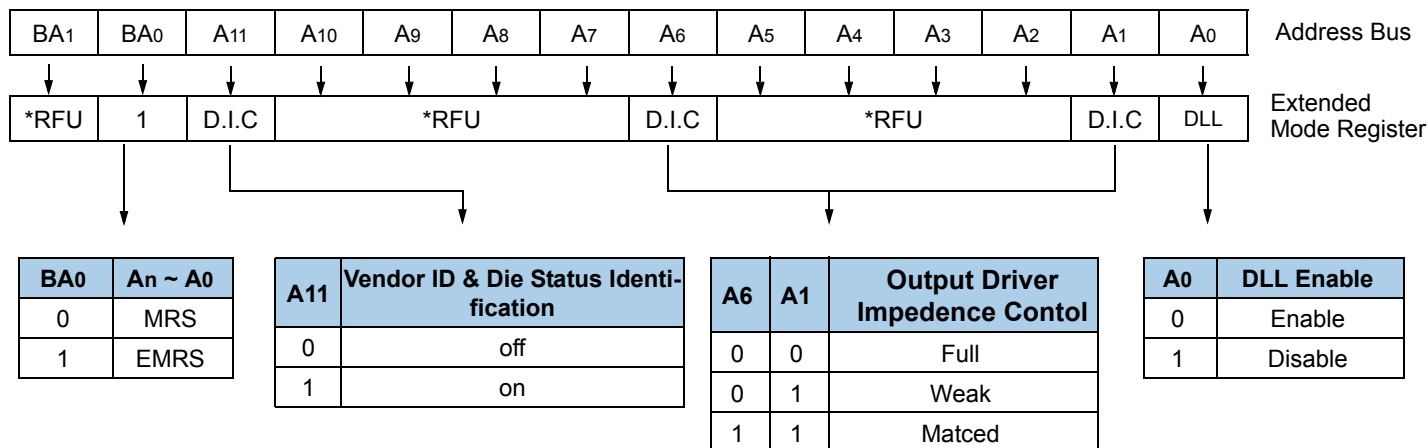 BA1 BA0 A11 A10 A9 A8 A7 A6 A5 A4 A3 A2 A1 A0 Address Bus
*RFU 1 D.I.C *RFU D.I.C *RFU D.I.C DLL Extended
Mode Register
BA0 An ~ A0
0 MRS
1 EMRS
A11 Vendor ID & Die Status Identi-
fication
0 off
1 on
A6 A1 Output Driver
Impedence Contol
0 0 Full
0 1 Weak
1 1 Matced
A0 DLL Enable
0 Enable
1 Disable